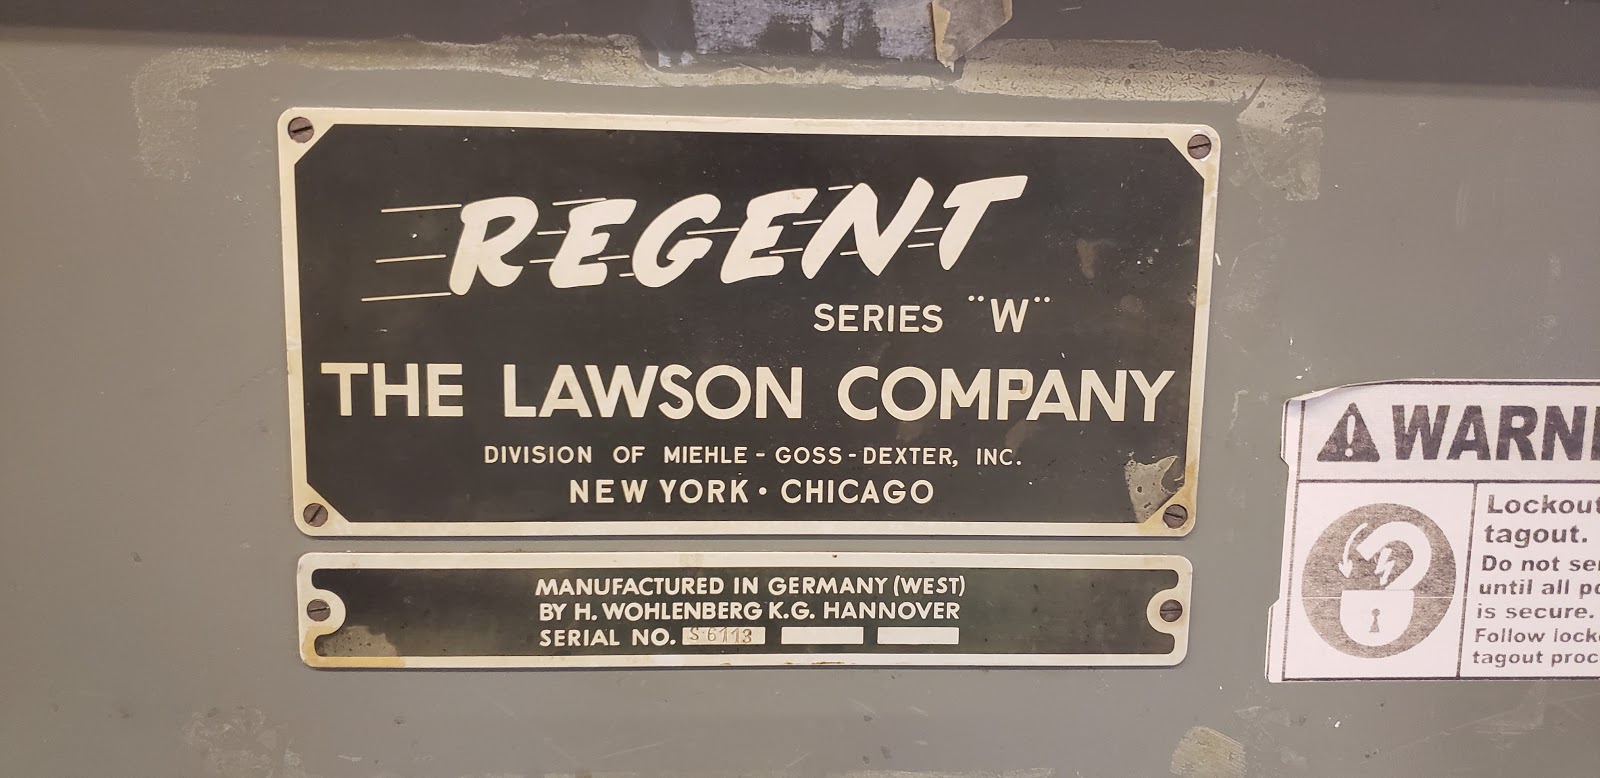 REGENT
SERIES "W"
THE LAWSON COMPANY
DIVISION OF MIEHLE-GOSS-DEXTER, INC.
NEW YORK · CHICAGO
MANUFACTURED IN GERMANY (WEST)
BY H. WOHLENBERG K.G. HANNOVER
SERIAL NO. S 6113
WARNI
Lockout
tagout.
Do not se
until all po
is secure.
Follow lock
tagout proc